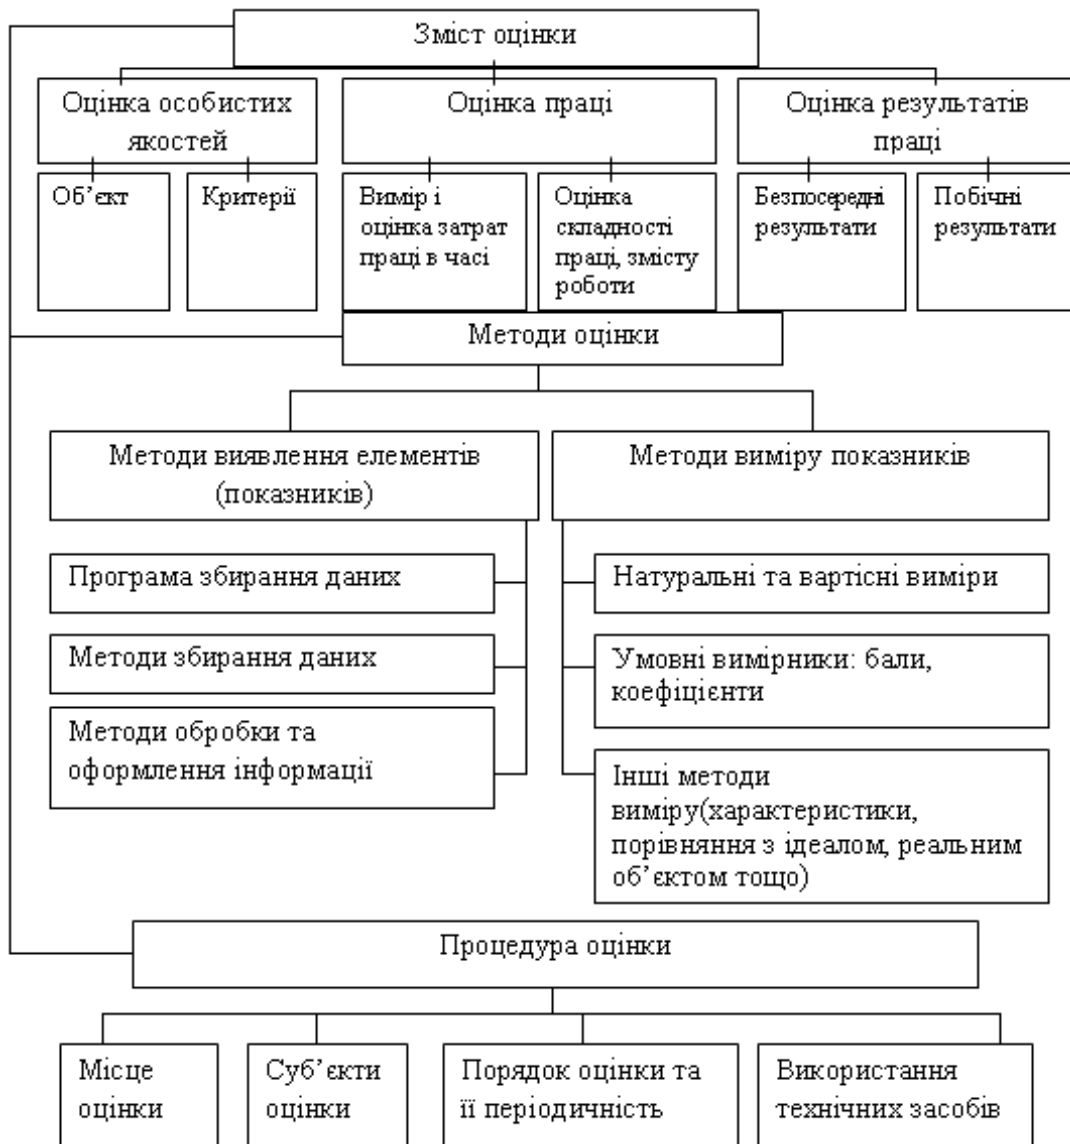 Зміст оцінки
Оцінка особистих
якостей
Оцінка праці
Оцінка результатів
праці
Об’єкт
Критерії
Вимір і
оцінка затрат
праці в часі
Оцінка
складності
праці, змісту
роботи
Безпосередні
результати
Побічні
результати
Методи оцінки
Методи виявлення елементів
(показників)
Методи виміру показників
Програма збирання даних
Методи збирання даних
Методи обробки та
оформлення інформації
Натуральні та вартісні виміри
Умовні вимірники: бали,
коефіцієнти
Інші методи
виміру(характеристики,
порівняння з ідеалом, реальним
об’єктом тощо)
Процедура оцінки
Місце
оцінки
Суб’єкти
оцінки
Порядок оцінки та
її періодичність
Використання
технічних засобів